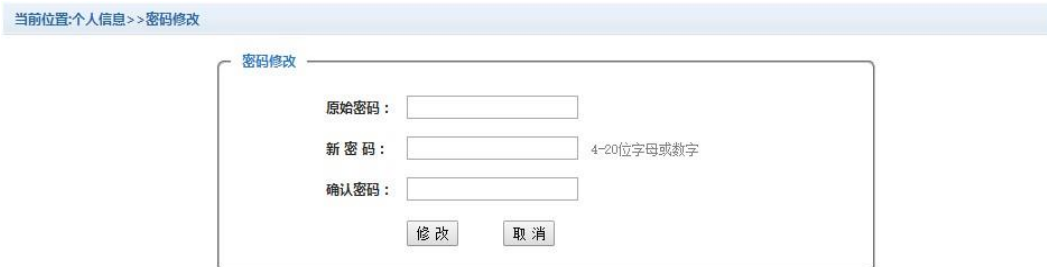 当前位置:个人信息>>密码修改
密码修改
原始密码：
新 密 码： 4-20位字母或数字
确认密码：
修 改 取 消